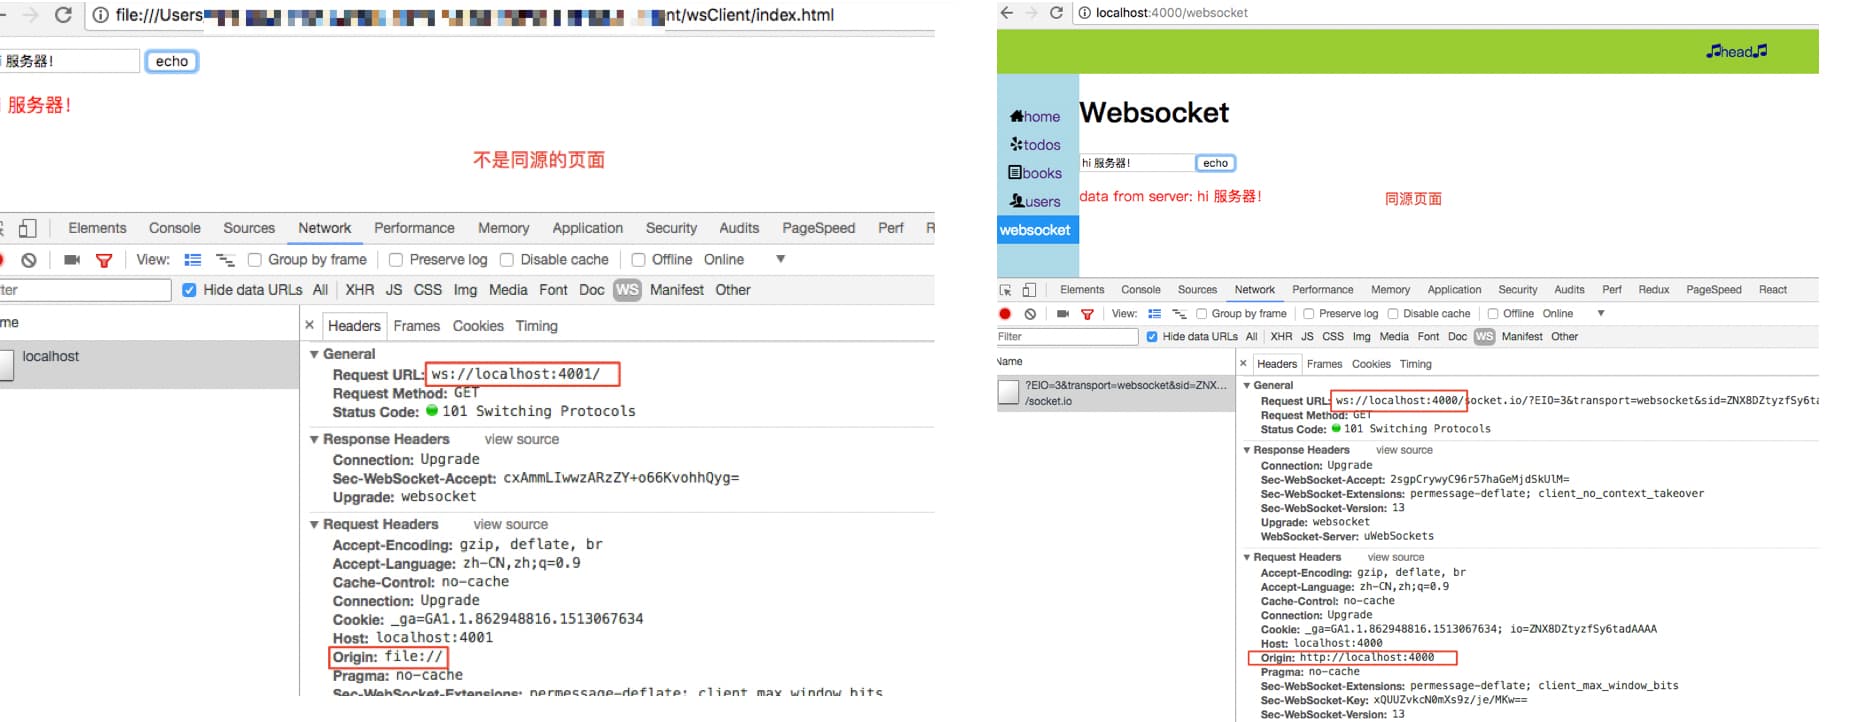 file:///Users nt/wsClient/index.html
服务器! echo
服务器!
不是同源的页面
Elements Console Sources Network Performance Memory Application Security Audits PageSpeed Perf
View: Group by frame Preserve log Disable cache Offline Online
ter Hide data URLs All XHR JS CSS Img Media Font Doc WS Manifest Other
me
localhost
× Headers Frames Cookies Timing
General
Request URL: ws://localhost:4001/
Request Method: GET
Status Code: 101 Switching Protocols
Response Headers view source
Connection: Upgrade
Sec-WebSocket-Accept: cxAmmLIwwzARzZY+o66KvohhQyg=
Upgrade: websocket
Request Headers view source
Accept-Encoding: gzip, deflate, br
Accept-Language: zh-CN,zh;q=0.9
Cache-Control: no-cache
Connection: Upgrade
Cookie: _ga=GA1.1.862948816.1513067634
Host: localhost:4001
Origin: file://
Pragma: no-cache
Sec-WebSocket-Extensions: permessage-deflate; client_max_window_bits
localhost:4000/websocket
head
home
todos
books
users
websocket
Websocket
hi 服务器! echo
data from server: hi 服务器!
同源页面
Elements Console Sources Network Performance Memory Application Security Audits Perf Redux PageSpeed React
View: Group by frame Preserve log Disable cache Offline Online
Filter Hide data URLs All XHR JS CSS Img Media Font Doc WS Manifest Other
Name
?EIO=3&transport=websocket&sid=ZNX...
/socket.io
× Headers Frames Cookies Timing
General
Request URL: ws://localhost:4000/socket.io/?EIO=3&transport=websocket&sid=ZNX8DZtyzfSy6ta
Request Method: GET
Status Code: 101 Switching Protocols
Response Headers view source
Connection: Upgrade
Sec-WebSocket-Accept: 2sgpCrywyC96r57haGeMjdSkUlM=
Sec-WebSocket-Extensions: permessage-deflate; client_no_context_takeover
Sec-WebSocket-Version: 13
Upgrade: websocket
WebSocket-Server: uWebSockets
Request Headers view source
Accept-Encoding: gzip, deflate, br
Accept-Language: zh-CN,zh;q=0.9
Cache-Control: no-cache
Connection: Upgrade
Cookie: _ga=GA1.1.862948816.1513067634; io=ZNX8DZtyzfSy6tadAAAA
Host: localhost:4000
Origin: http://localhost:4000
Pragma: no-cache
Sec-WebSocket-Extensions: permessage-deflate; client_max_window_bits
Sec-WebSocket-Key: xQUUZvkcN0mXs9z/je/MKw==
Sec-WebSocket-Version: 13